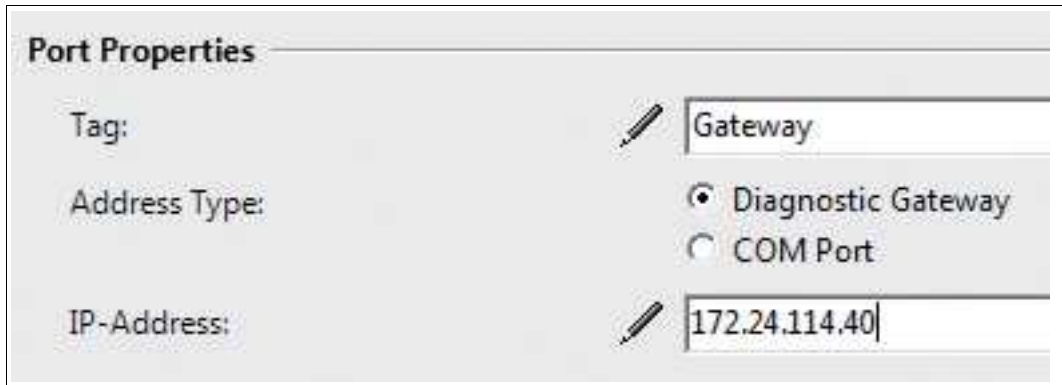 Port Properties
Tag: Gateway
Address Type: Diagnostic Gateway
COM Port
IP-Address: 172.24.114.40